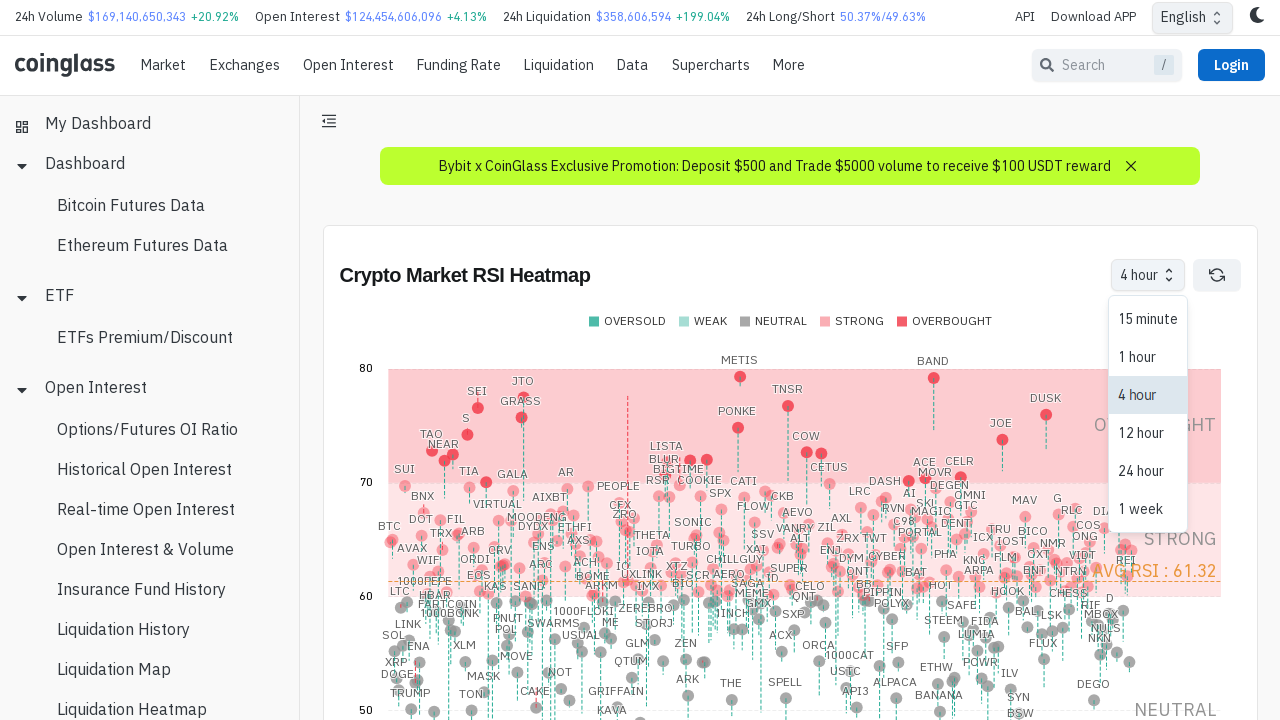 24h Volume $169,140,650,343 +20.92% Open Interest $124,454,606,096 +4.13% 24h Liquidation $358,606,594 +199.04% 24h Long/Short 50.37%/49.63% API Download APP English
coinglass Market Exchanges Open Interest Funding Rate Liquidation Data Supercharts More Search / Login
My Dashboard
Dashboard
Bitcoin Futures Data
Ethereum Futures Data
ETF
ETFs Premium/Discount
Open Interest
Options/Futures OI Ratio
Historical Open Interest
Real-time Open Interest
Open Interest & Volume
Insurance Fund History
Liquidation History
Liquidation Map
Liquidation Heatmap
Bybit x CoinGlass Exclusive Promotion: Deposit $500 and Trade $5000 volume to receive $100 USDT reward
Crypto Market RSI Heatmap
4 hour
15 minute
1 hour
4 hour
12 hour
24 hour
1 week
OVERSOLD WEAK NEUTRAL STRONG OVERBOUGHT
80
METIS BAND
JTO
SEI TNSR
GRASS DUSK
S PONKE JOE
TAO COW
NEAR LISTA
BLUR ACE CELR
SUI TIA BIGTIME CETUS MOVR
GALA AR RSR COOKIE CATI DASH
70
PEOPLE DEGEN
BNX AIXBT SPX CKB LRC AI OMNI MAV G
VIRTUAL CFX FLOW RVN SKL GTC RLC
DOT FIL MOODENG ZRO SONIC AEVO AXL C98 MAGIC
BTC DYDX ETHFI VANRY ZIL DENT TRU BICO COS
TRX ARB AXS THETA SSV ALT ZRX TWT PORTAL ICX IOST ONG
AVAX CRV ENS IOTA TURBO XAI ENJ PHA QXT NMR VIDT
WIF ORDI ARC ACH IO XTZ CHILLGUY SUPER DYM CYBER KNC FLM
EOS BOME UXLINK SCR AERO ID QNT BAT ARPA BNT NTRN
1000PEPE KAS SAND ARKM IMX BIO SAGA CELO BB HOT HOOK CHESS
STRONG
AVG RSI : 61.32
60
LTC HBAR MEME ONT PIPPIN
FARTCOIN ZEREBRO GMX POLYX SAFE RIF D
1000BONK 1000FLOKI 1INCH SXP BAL LSK MBOX
LINK PNUT SWARMS ME STORJ STEEM FIDA NULS
SOL POL USUAL ACX LUMIA NKN
ENA XLM GLM ZEN ORCA SFP FLUX
XRP MOVE QTUM 1000CAT POWR
DOGE MASK NOT ARK USTC ETHW ILV
TRUMP TON CAKE GRIFFAIN THE SPELL API3 ALPACA BANANA SYN DEGO
50
KAVA BSW NEUTRAL